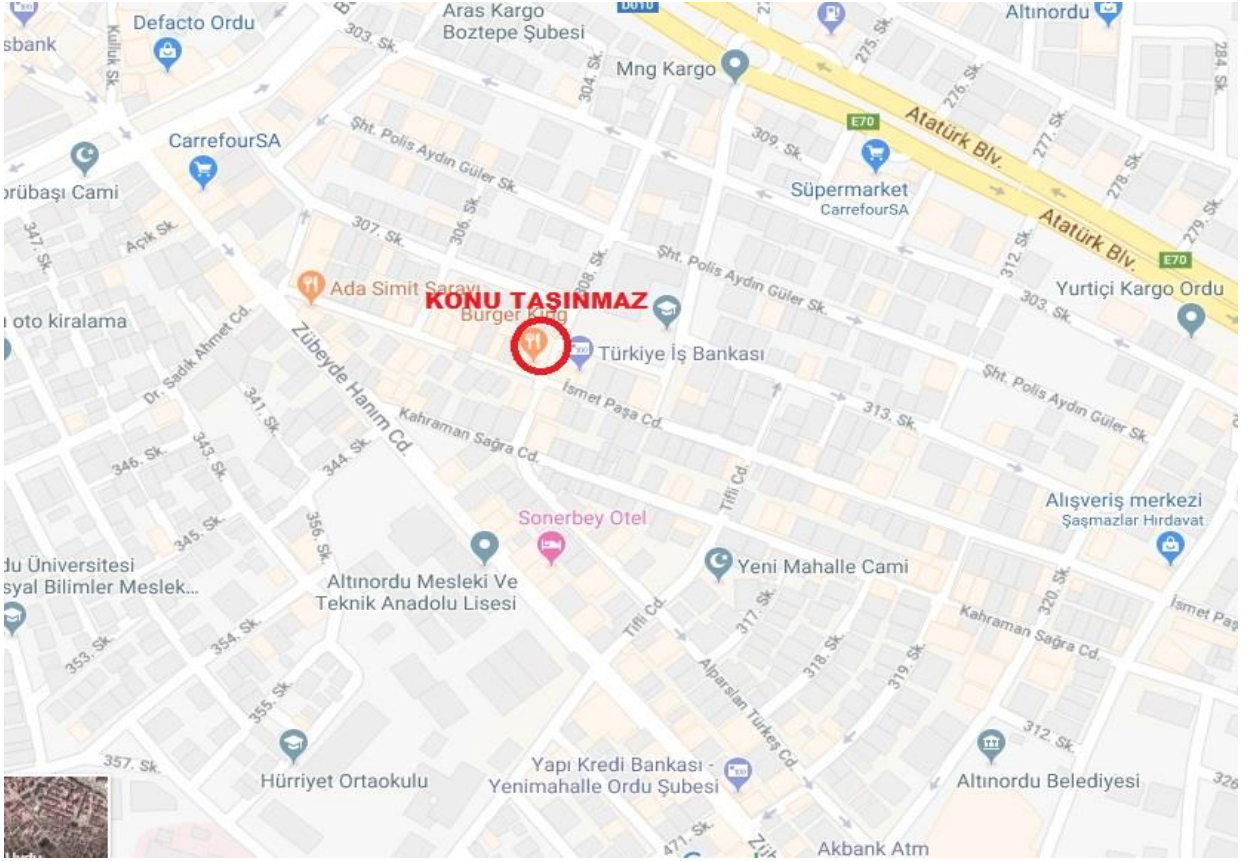 Defacto Ordu
sbank
Kulluk Sk.
303. Sk.
Aras Kargo
Boztepe Şubesi
D010
304. Sk.
Mng Kargo
275. Sk.
276. Sk.
Altınordu
284. Sk.
E70
Atatürk Blv.
277. Sk.
278. Sk.
279. Sk.
CarrefourSA
prübaşı Cami
Şht. Polis Aydın Güler Sk.
309. Sk.
Süpermarket
CarrefourSA
Atatürk Blv.
E70
347. Sk.
Açık Sk.
307. Sk.
306. Sk.
308. Sk.
Şht. Polis Aydın Güler Sk.
312. Sk.
303. Sk.
Yurtiçi Kargo Ordu
Ada Simit Sarayı
KONU TAŞINMAZ
Burger King
oto kiralama
Dr. Sadık Ahmet Cd.
Zübeyde Hanım Cd.
Türkiye İş Bankası
İsmet Paşa Cd.
313. Sk.
Şht. Polis Aydın Güler Sk.
341. Sk.
343. Sk.
344. Sk.
346. Sk.
Kahraman Sağra Cd.
Tifli Cd.
Alışveriş merkezi
Şaşmazlar Hırdavat
345. Sk.
356. Sk.
Sonerbey Otel
du Üniversitesi
syal Bilimler Meslek...
Altınordu Mesleki Ve
Teknik Anadolu Lisesi
Yeni Mahalle Cami
320. Sk.
İsmet Paş
Kahraman Sağra Cd.
353. Sk.
354. Sk.
355. Sk.
Tifli Cd.
317. Sk.
318. Sk.
319. Sk.
Alparslan Türkeş Cd.
312. Sk.
357. Sk.
Hürriyet Ortaokulu
Yapı Kredi Bankası -
Yenimahalle Ordu Şubesi
Altınordu Belediyesi
326
471. Sk.
Züb
Akbank Atm